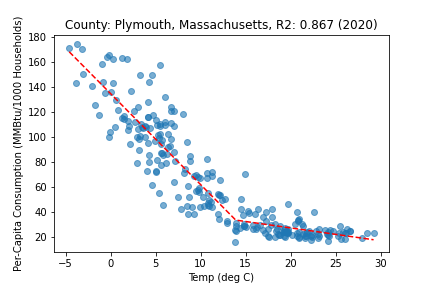 County: Plymouth, Massachusetts, R2: 0.867 (2020)
Per-Capita Consumption (MMBtu/1000 Households)
180
160
140
120
100
80
60
40
20
−5 0 5 10 15 20 25 30
Temp (deg C)